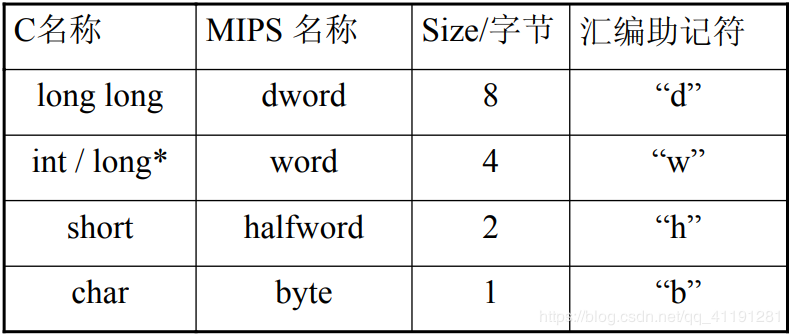 C名称 MIPS 名称 Size/字节 汇编助记符
long long dword 8 “d”
int / long* word 4 “w”
short halfword 2 “h”
char byte 1 “b”
https://blog.csdn.net/qq_41191281